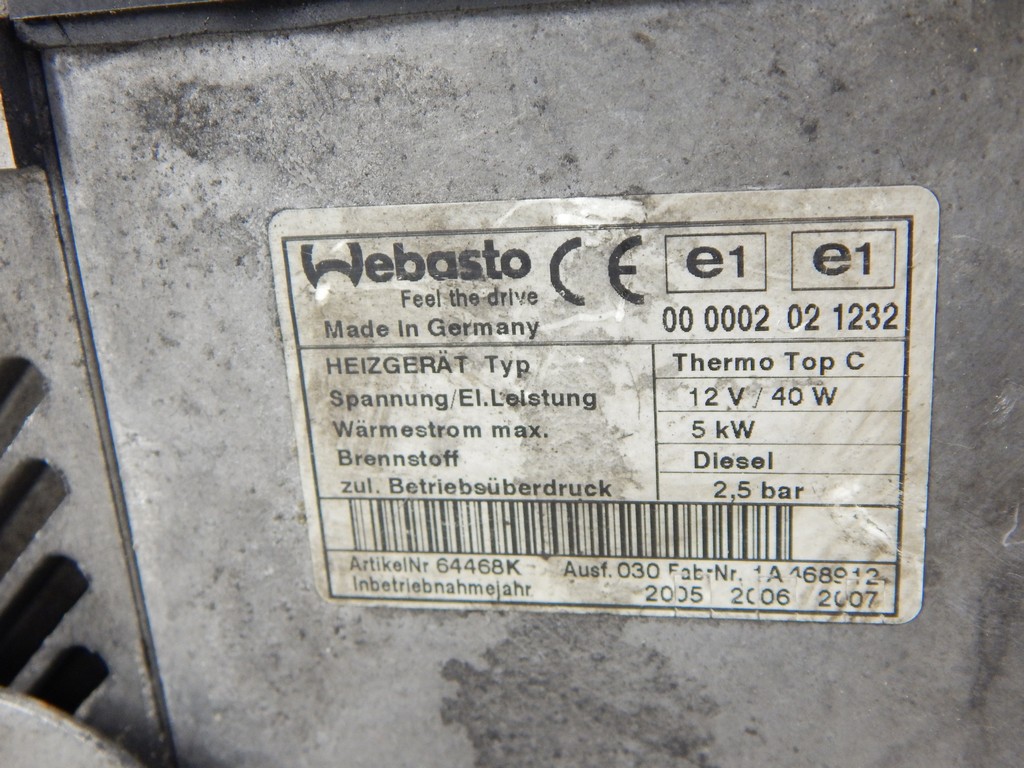 Webasto CE e1 e1
Feel the drive
Made in Germany 00 0002 02 1232
HEIZGERÄT Typ Thermo Top C
Spannung/El.Leistung 12 V / 40 W
Wärmestrom max. 5 kW
Brennstoff Diesel
zul. Betriebsüberdruck 2,5 bar
ArtikelNr 64468K Ausf. 030 Fab-Nr.
Inbetriebnahmejahr 2005 2006 2007